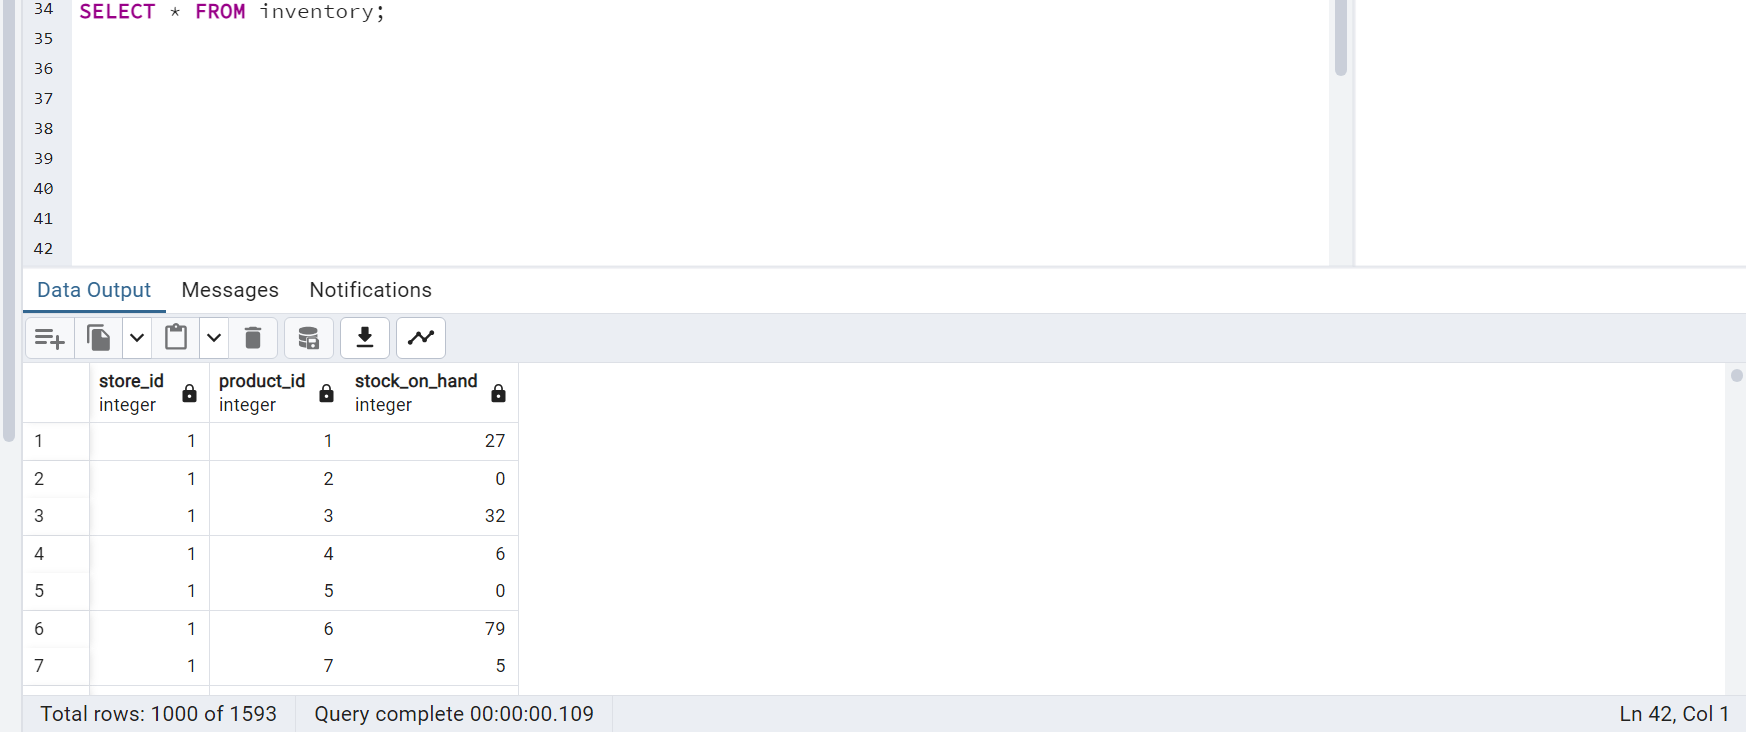 34 SELECT * FROM inventory;
35
36
37
38
39
40
41
42
Data Output Messages Notifications
store_id product_id stock_on_hand
integer integer integer
1 1 1 27
2 1 2 0
3 1 3 32
4 1 4 6
5 1 5 0
6 1 6 79
7 1 7 5
Total rows: 1000 of 1593 Query complete 00:00:00.109 Ln 42, Col 1